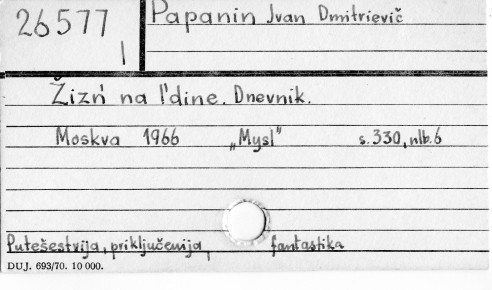 26577 Papanin Ivan Dmitrievič
1
Žizń na l'dine. Dnevnik.
Moskva 1966 „Mysl" s.330, nlb.6
Putešestvija, priključenija, fantastika
DUJ. 693/70. 10 000.